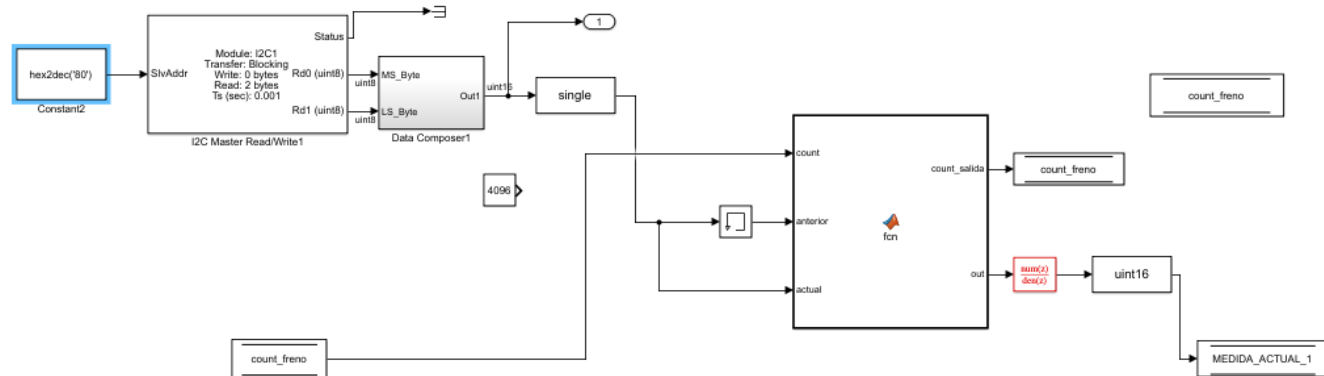 1
Status
hex2dec('80')
Constant2
SlvAddr
Module: I2C1
Transfer: Blocking
Write: 0 bytes
Read: 2 bytes
Ts (sec): 0.001
Rd0 (uint8)
Rd1 (uint8)
I2C Master Read/Write1
uint8
uint8
MS_Byte
LS_Byte
Out1
Data Composer1
uint16
single
count_freno
4096
count
anterior
actual
fcn
count_salida
out
count_freno
num(z)
den(z)
uint16
count_freno
MEDIDA_ACTUAL_1